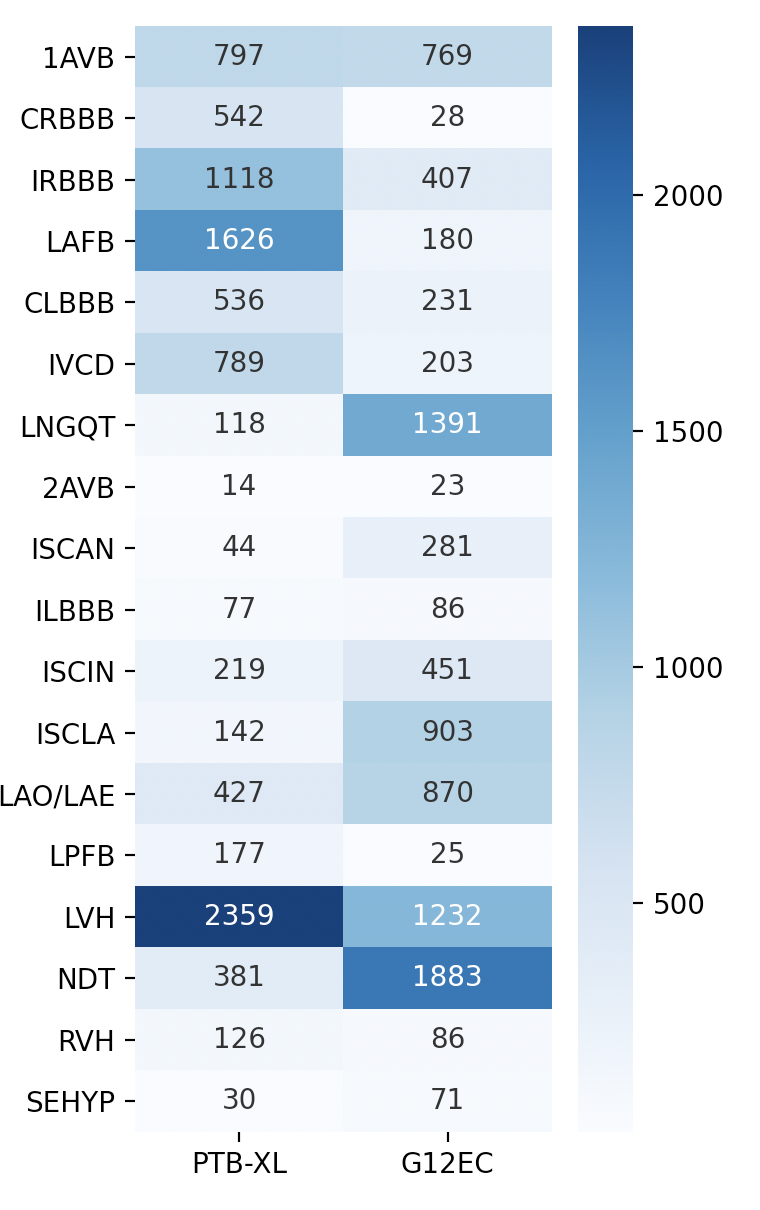 1AVB 797 769
CRBBB 542 28
IRBBB 1118 407
LAFB 1626 180
CLBBB 536 231
IVCD 789 203
LNGQT 118 1391
2AVB 14 23
ISCAN 44 281
ILBBB 77 86
ISCIN 219 451
ISCLA 142 903
LAO/LAE 427 870
LPFB 177 25
LVH 2359 1232
NDT 381 1883
RVH 126 86
SEHYP 30 71
PTB-XL G12EC
2000
1500
1000
500